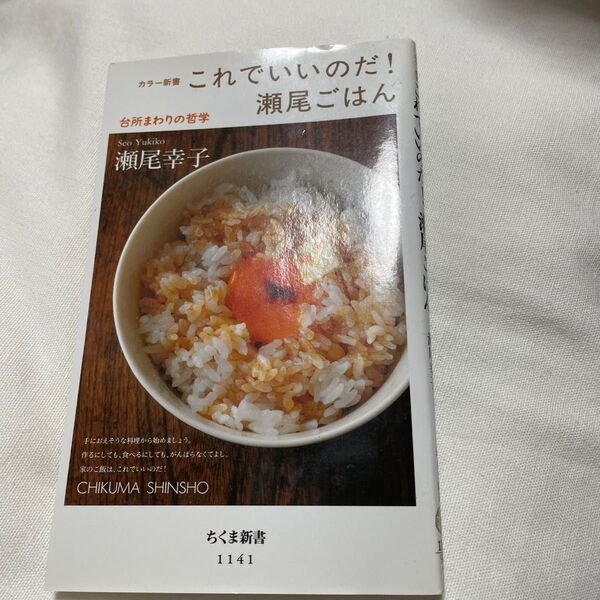 カラー新書
これでいいのだ!
瀬尾ごはん
台所まわりの哲学
Seo Yukiko
瀬尾幸子
手におえそうな料理から始めましょう。
作るにしても、食べるにしても、がんばらなくてよし。
家のご飯は、これでいいのだ!
CHIKUMA SHINSHO
ちくま新書
1141